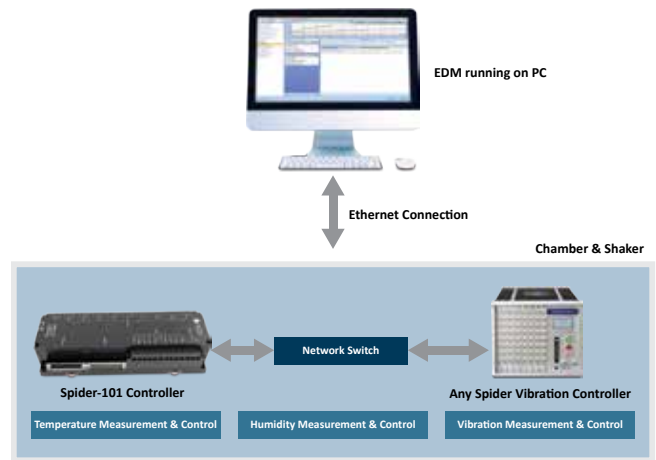 EDM running on PC
Ethernet Connection
Chamber & Shaker
Network Switch
Spider-101 Controller
Any Spider Vibration Controller
Temperature Measurement & Control
Humidity Measurement & Control
Vibration Measurement & Control